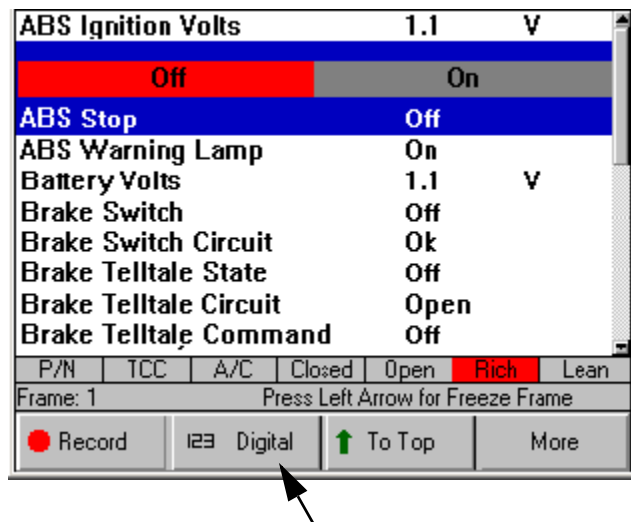 ABS Ignition Volts 1.1 V
Off On
ABS Stop Off
ABS Warning Lamp On
Battery Volts 1.1 V
Brake Switch Off
Brake Switch Circuit Ok
Brake Telltale State Off
Brake Telltale Circuit Open
Brake Telltale Command Off
P/N TCC A/C Closed Open Rich Lean
Frame: 1 Press Left Arrow for Freeze Frame
Record 123 Digital To Top More